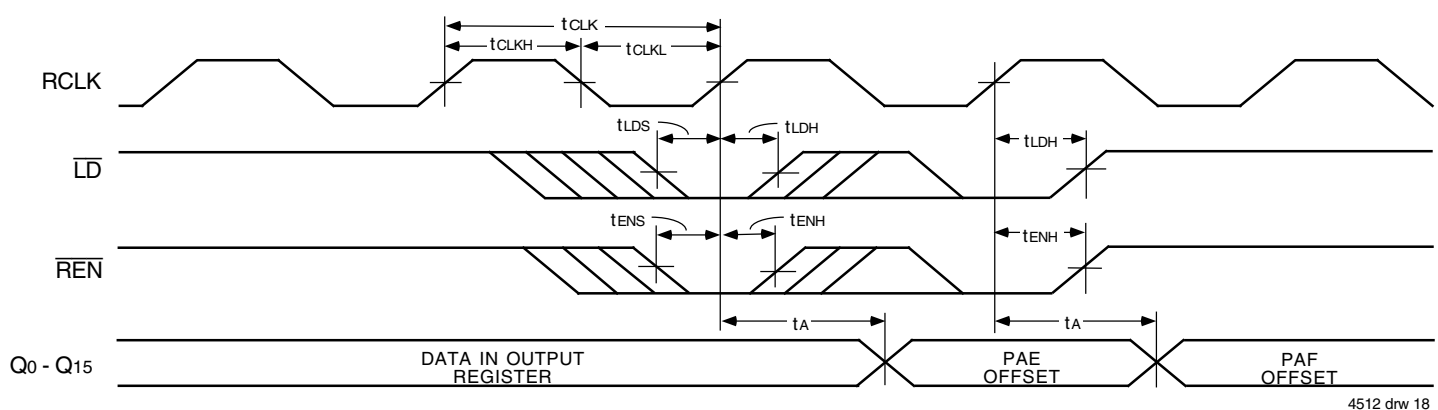 tCLK
tCLKH
tCLKL
RCLK
tLDS
tLDH
tLDH
LD
tENS
tENH
tENH
REN
tA
tA
Q0 - Q15
DATA IN OUTPUT
REGISTER
PAE
OFFSET
PAF
OFFSET
4512 drw 18